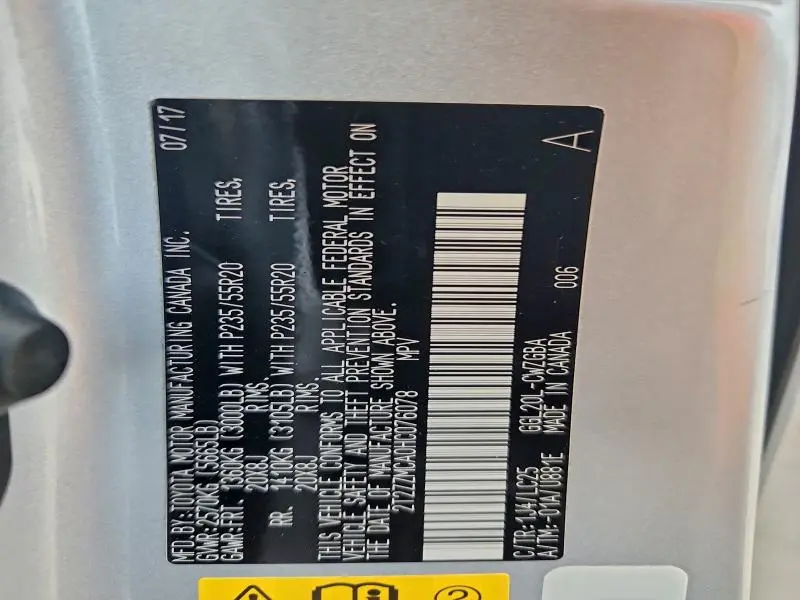 MFD.BY:TOYOTA MOTOR MANUFACTURING CANADA INC. 07/17
GVWR:2570KG (5665LB)
GAWR:FRT. 1360KG (3000LB) WITH P235/55R20 TIRES,
20X8J RIMS.
RR. 1410KG (3105LB) WITH P235/55R20 TIRES,
20X8J RIMS.
THIS VEHICLE CONFORMS TO ALL APPLICABLE FEDERAL MOTOR
VEHICLE SAFETY AND THEFT PREVENTION STANDARDS IN EFFECT ON
THE DATE OF MANUFACTURE SHOWN ABOVE.
2T2ZZMCA0HC076078 MPV
A
C/TR:1J4/LC25 GGL20L-CWZGBA
A/TM:-01A/U881E MADE IN CANADA 006